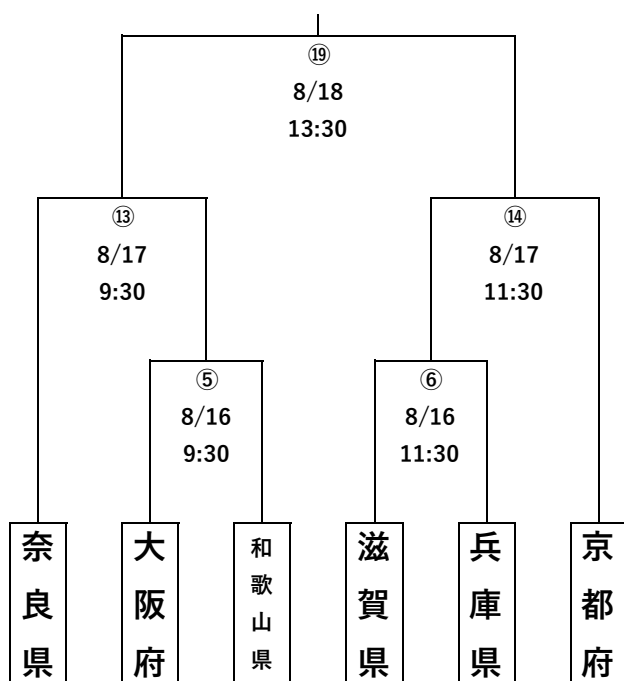 ⑲
8/18
13:30
⑬
8/17
9:30
⑭
8/17
11:30
⑤
8/16
9:30
⑥
8/16
11:30
奈良県
大阪府
和歌山県
滋賀県
兵庫県
京都府